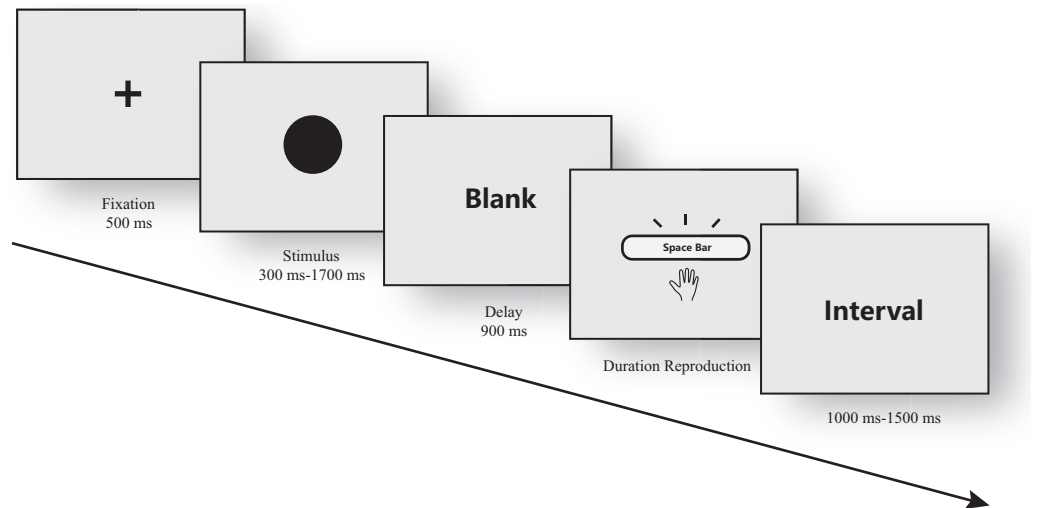 Fixation
500 ms
Stimulus
300 ms-1700 ms
Blank
Delay
900 ms
Space Bar
Duration Reproduction
Interval
1000 ms-1500 ms